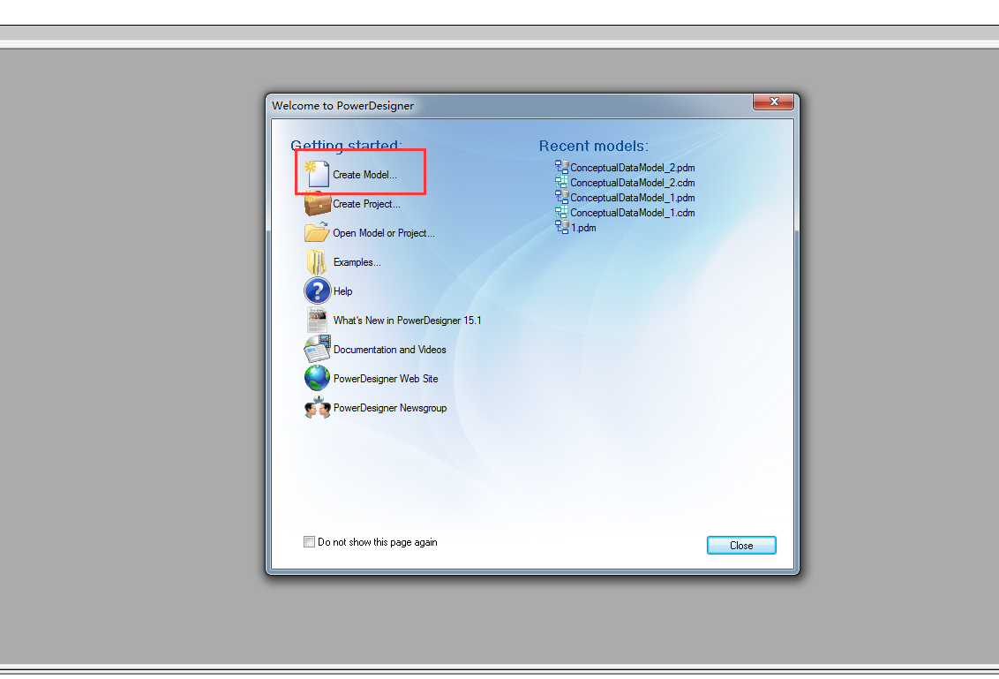 Welcome to PowerDesigner
Getting started:
Create Model...
Create Project...
Open Model or Project...
Examples...
Help
What's New in PowerDesigner 15.1
Documentation and Videos
PowerDesigner Web Site
PowerDesigner Newsgroup
Recent models:
ConceptualDataModel_2.pdm
ConceptualDataModel_2.cdm
ConceptualDataModel_1.pdm
ConceptualDataModel_1.cdm
1.pdm
Do not show this page again
Close